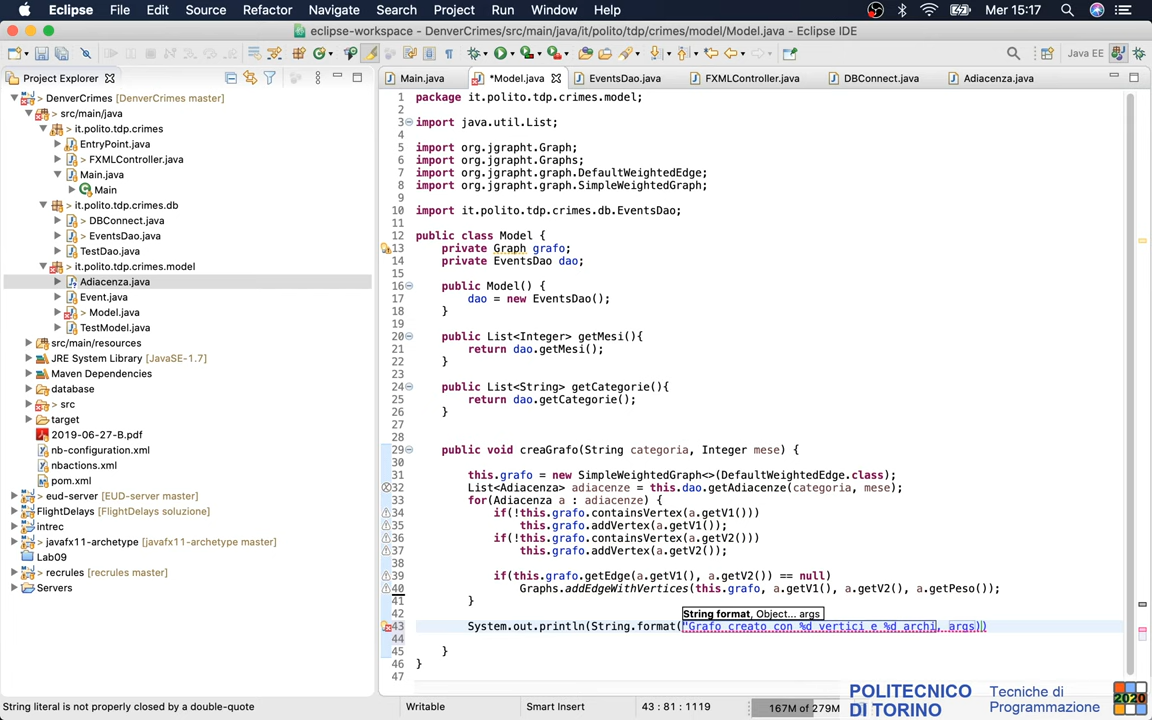 Eclipse File Edit Source Refactor Navigate Search Project Run Window Help Mer 15:17
eclipse-workspace - DenverCrimes/src/main/java/it/polito/tdp/crimes/model/Model.java - Eclipse IDE
Java EE
Project Explorer
Main.java *Model.java EventsDao.java FXMLController.java DBConnect.java Adiacenza.java
> DenverCrimes [DenverCrimes master]
> src/main/java
> it.polito.tdp.crimes
EntryPoint.java
> FXMLController.java
Main.java
Main
> it.polito.tdp.crimes.db
> DBConnect.java
> EventsDao.java
TestDao.java
> it.polito.tdp.crimes.model
Adiacenza.java
Event.java
> Model.java
TestModel.java
src/main/resources
JRE System Library [JavaSE-1.7]
Maven Dependencies
database
> src
target
2019-06-27-B.pdf
nb-configuration.xml
nbactions.xml
pom.xml
> eud-server [EUD-server master]
FlightDelays [FlightDelays soluzione]
intrec
> javafx11-archetype [javafx11-archetype master]
Lab09
> recrules [recrules master]
Servers
1 package it.polito.tdp.crimes.model;
2
3 import java.util.List;
4
5 import org.jgrapht.Graph;
6 import org.jgrapht.Graphs;
7 import org.jgrapht.graph.DefaultWeightedEdge;
8 import org.jgrapht.graph.SimpleWeightedGraph;
9
10 import it.polito.tdp.crimes.db.EventsDao;
11
12 public class Model {
13 private Graph grafo;
14 private EventsDao dao;
15
16 public Model() {
17 dao = new EventsDao();
18 }
19
20 public List<Integer> getMesi(){
21 return dao.getMesi();
22 }
23
24 public List<String> getCategorie(){
25 return dao.getCategorie();
26 }
27
28
29 public void creaGrafo(String categoria, Integer mese) {
30
31 this.grafo = new SimpleWeightedGraph<>(DefaultWeightedEdge.class);
32 List<Adiacenza> adiacenze = this.dao.getAdiacenze(categoria, mese);
33 for(Adiacenza a : adiacenze) {
34 if(!this.grafo.containsVertex(a.getV1()))
35 this.grafo.addVertex(a.getV1());
36 if(!this.grafo.containsVertex(a.getV2()))
37 this.grafo.addVertex(a.getV2());
38
39 if(this.grafo.getEdge(a.getV1(), a.getV2()) == null)
40 Graphs.addEdgeWithVertices(this.grafo, a.getV1(), a.getV2(), a.getPeso());
41 }
42
String format, Object... args
43 System.out.println(String.format("Grafo creato con %d vertici e %d archi, args))
44
45 }
46 }
47
String literal is not properly closed by a double-quote Writable Smart Insert 43 : 81 : 1119 167M of 279M
POLITECNICO
DI TORINO
Tecniche di
Programmazione
2020